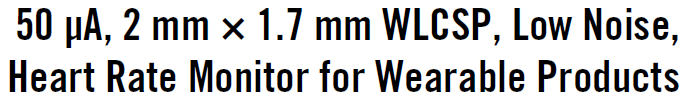 50 µA, 2 mm × 1.7 mm WLCSP, Low Noise,
Heart Rate Monitor for Wearable Products